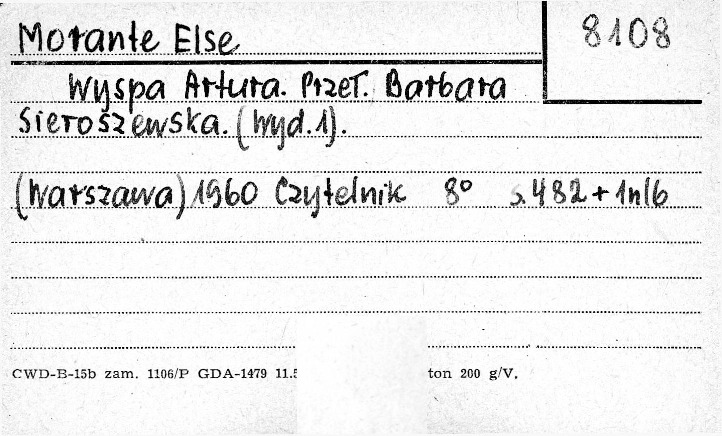 Morante Else
8108
Wyspa Artura. Przeł. Barbara
Sieroszewska. (Wyd. 1).
(Warszawa) 1960 Czytelnik 8° s. 482 + 1nlb
CWD-B-15b zam. 1106/P GDA-1479 11.5 ton 200 g/V.